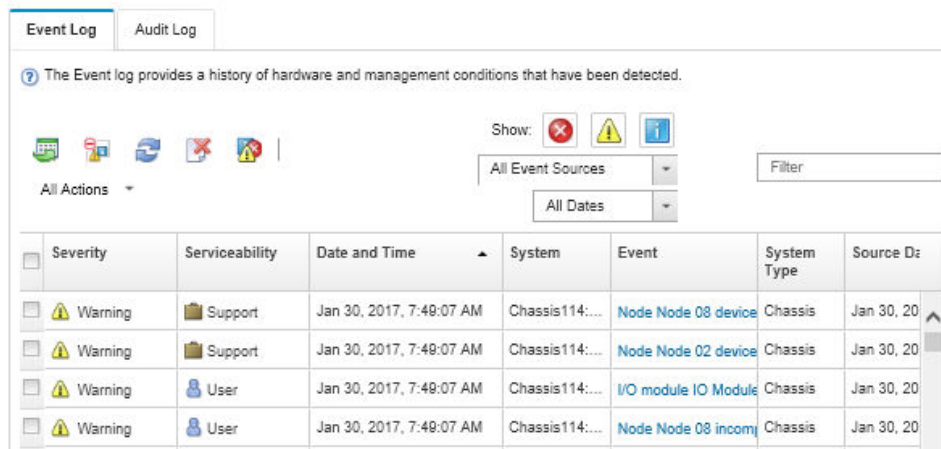 Event Log Audit Log
The Event log provides a history of hardware and management conditions that have been detected.
Show:
All Event Sources Filter
All Actions
All Dates
Severity Serviceability Date and Time System Event System Type Source Da
Warning Support Jan 30, 2017, 7:49:07 AM Chassis114:... Node Node 08 device Chassis Jan 30, 20
Warning Support Jan 30, 2017, 7:49:07 AM Chassis114:... Node Node 02 device Chassis Jan 30, 20
Warning User Jan 30, 2017, 7:49:07 AM Chassis114:... I/O module IO Module Chassis Jan 30, 20
Warning User Jan 30, 2017, 7:49:07 AM Chassis114:... Node Node 08 incom Chassis Jan 30, 20